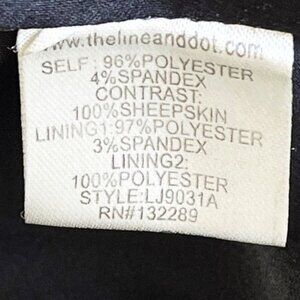 www.thelineanddot.com
SELF: 96%POLYESTER
4%SPANDEX
CONTRAST:
100%SHEEPSKIN
LINING1:97%POLYESTER
3%SPANDEX
LINING2:
100%POLYESTER
STYLE:LJ9031A
RN#132289